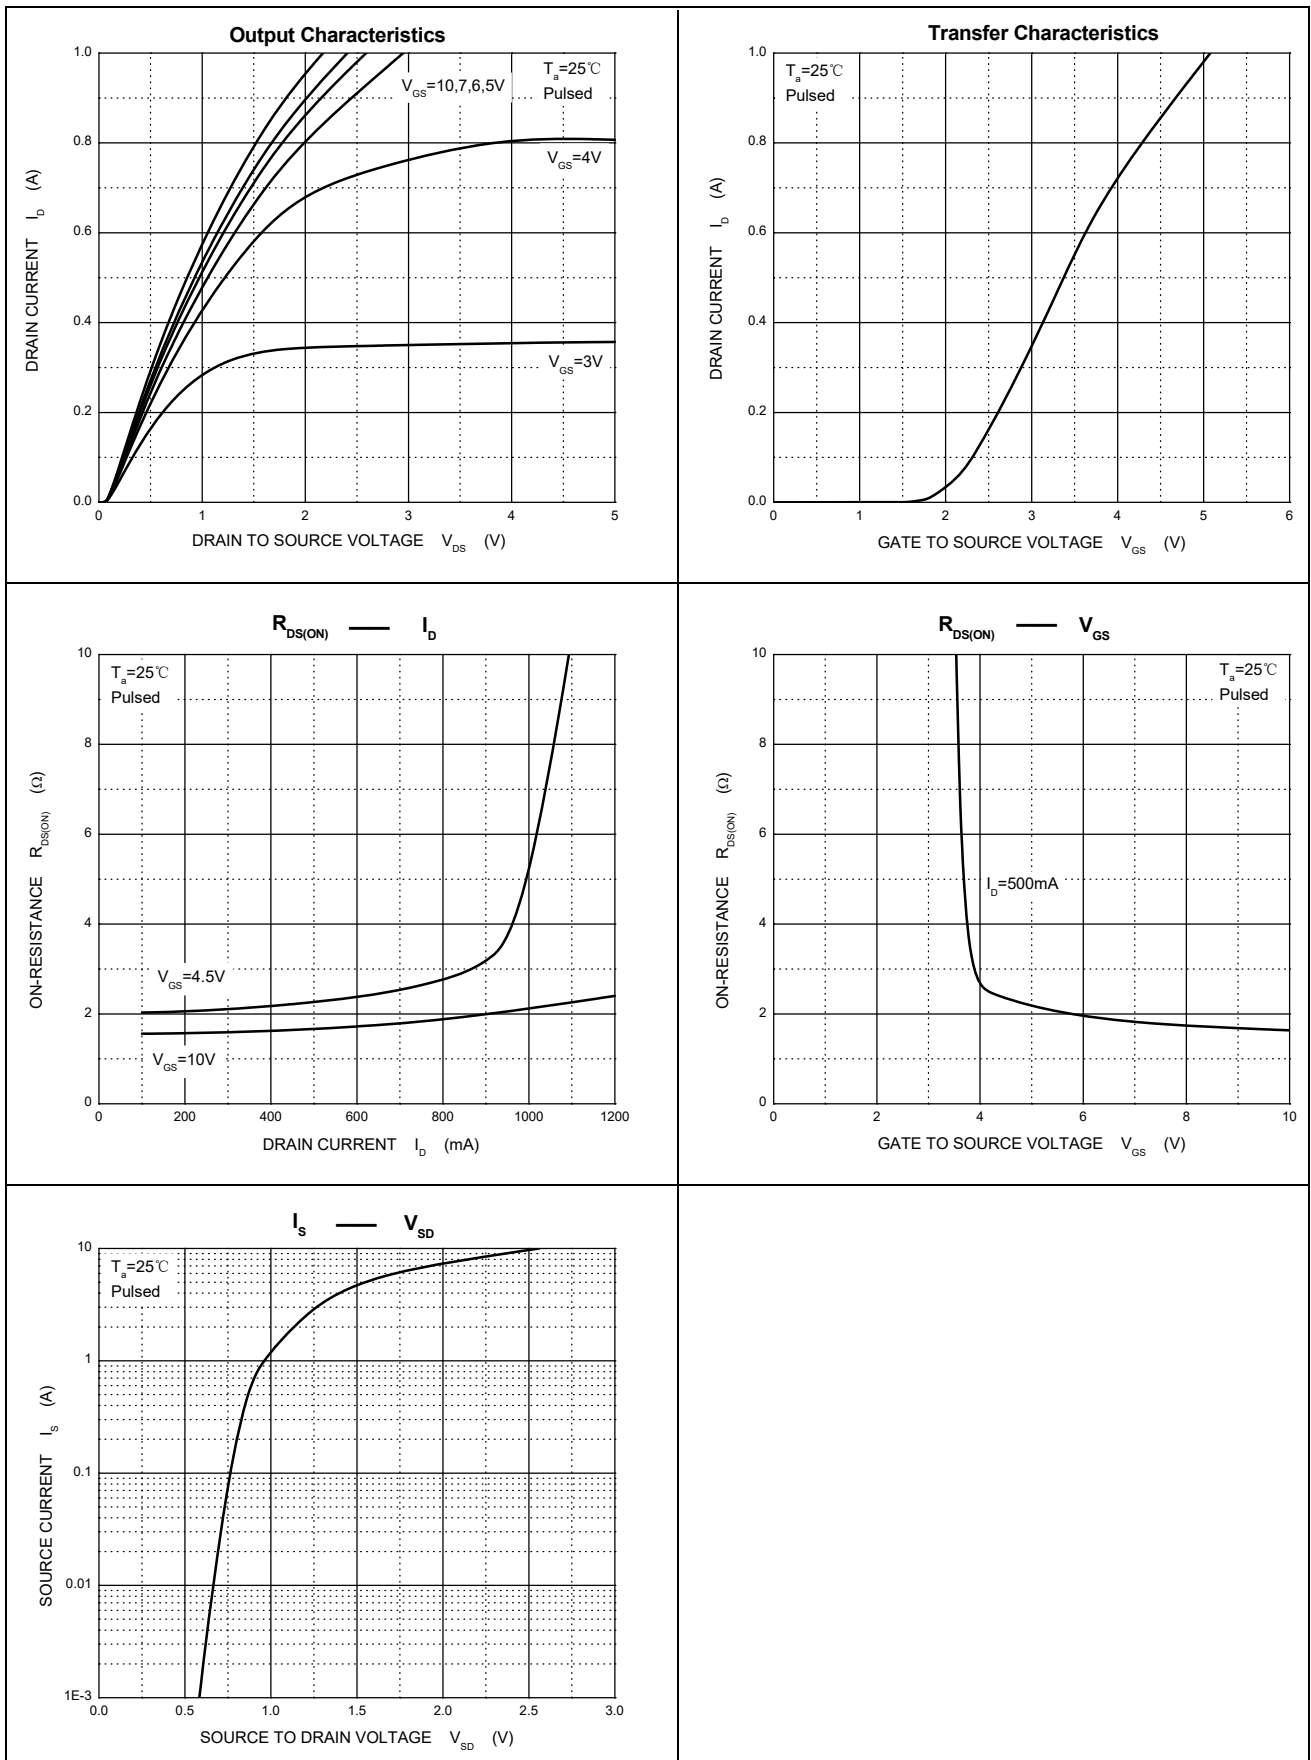 Output Characteristics
1.0
0.8
0.6
0.4
0.2
0.0
0 1 2 3 4 5
T_a=25℃
Pulsed
V_GS=10,7,6,5V
V_GS=4V
V_GS=3V
DRAIN CURRENT I_D (A)
DRAIN TO SOURCE VOLTAGE V_DS (V)
Transfer Characteristics
1.0
0.8
0.6
0.4
0.2
0.0
0 1 2 3 4 5 6
T_a=25℃
Pulsed
DRAIN CURRENT I_D (A)
GATE TO SOURCE VOLTAGE V_GS (V)
R_DS(ON) — I_D
10
8
6
4
2
0
0 200 400 600 800 1000 1200
T_a=25℃
Pulsed
V_GS=4.5V
V_GS=10V
ON-RESISTANCE R_DS(ON) (Ω)
DRAIN CURRENT I_D (mA)
R_DS(ON) — V_GS
10
8
6
4
2
0
0 2 4 6 8 10
T_a=25℃
Pulsed
I_D=500mA
ON-RESISTANCE R_DS(ON) (Ω)
GATE TO SOURCE VOLTAGE V_GS (V)
I_S — V_SD
10
1
0.1
0.01
1E-3
0.0 0.5 1.0 1.5 2.0 2.5 3.0
T_a=25℃
Pulsed
SOURCE CURRENT I_S (A)
SOURCE TO DRAIN VOLTAGE V_SD (V)